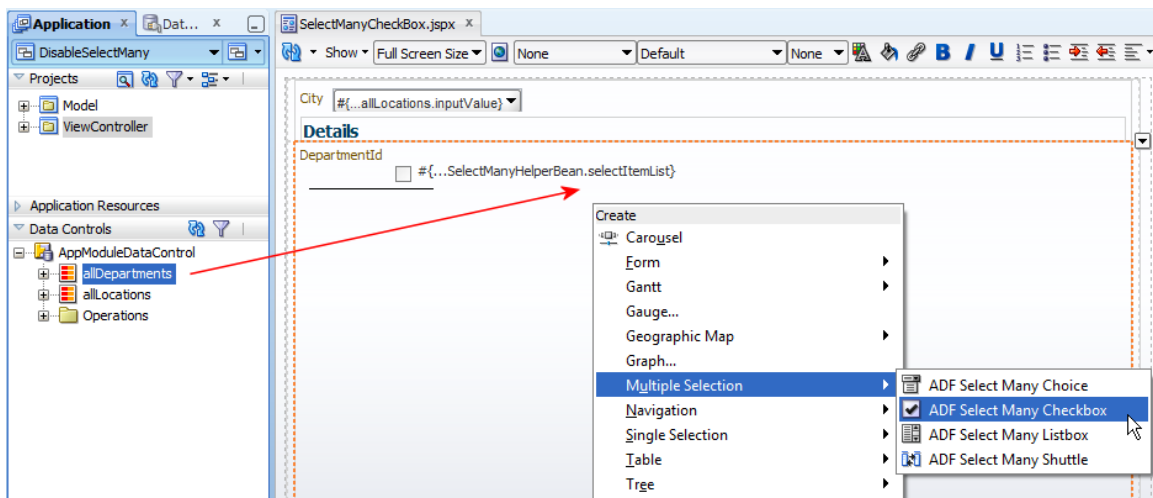 Application
Dat...
SelectManyCheckBox.jspx
DisableSelectMany
Show
Full Screen Size
None
Default
None
B I U
Projects
Model
ViewController
Application Resources
Data Controls
AppModuleDataControl
allDepartments
allLocations
Operations
City #{...allLocations.inputValue}
Details
DepartmentId
#{...SelectManyHelperBean.selectItemList}
Create
Carousel
Form
Gantt
Gauge...
Geographic Map
Graph...
Multiple Selection
Navigation
Single Selection
Table
Tree
ADF Select Many Choice
ADF Select Many Checkbox
ADF Select Many Listbox
ADF Select Many Shuttle